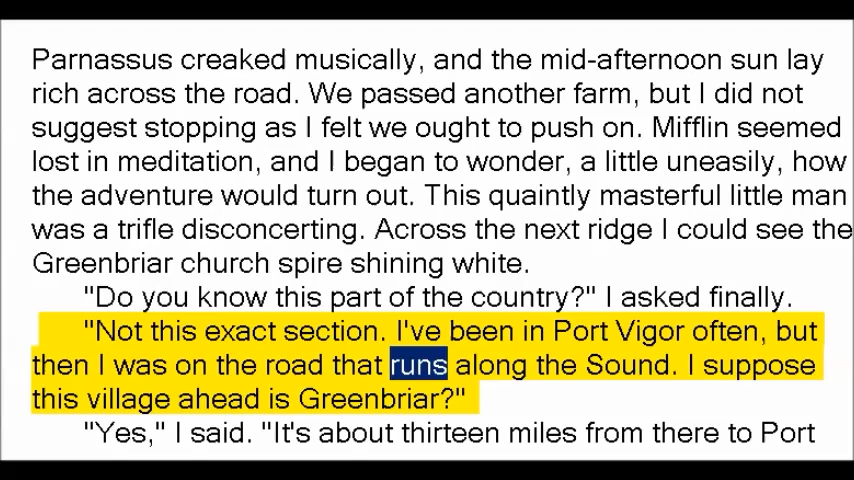 Parnassus creaked musically, and the mid-afternoon sun lay
rich across the road. We passed another farm, but I did not
suggest stopping as I felt we ought to push on. Mifflin seemed
lost in meditation, and I began to wonder, a little uneasily, how
the adventure would turn out. This quaintly masterful little man
was a trifle disconcerting. Across the next ridge I could see the
Greenbriar church spire shining white.
"Do you know this part of the country?" I asked finally.
"Not this exact section. I've been in Port Vigor often, but
then I was on the road that runs along the Sound. I suppose
this village ahead is Greenbriar?"
"Yes," I said. "It's about thirteen miles from there to Port